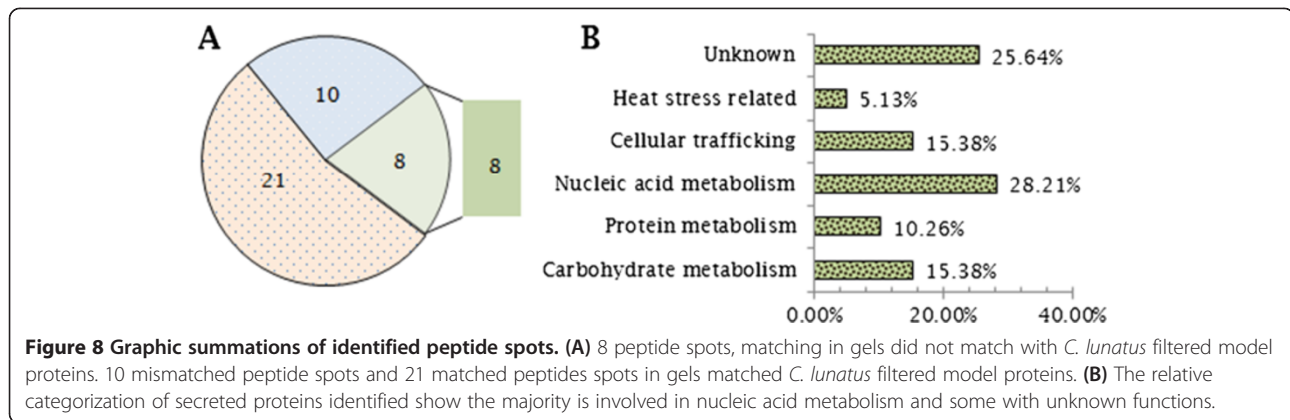 A
10
8
21
8
B
Unknown
25.64%
Heat stress related
5.13%
Cellular trafficking
15.38%
Nucleic acid metabolism
28.21%
Protein metabolism
10.26%
Carbohydrate metabolism
15.38%
0.00%
20.00%
40.00%
Figure 8 Graphic summations of identified peptide spots. (A) 8 peptide spots, matching in gels did not match with C. lunatus filtered model
proteins. 10 mismatched peptide spots and 21 matched peptides spots in gels matched C. lunatus filtered model proteins. (B) The relative
categorization of secreted proteins identified show the majority is involved in nucleic acid metabolism and some with unknown functions.